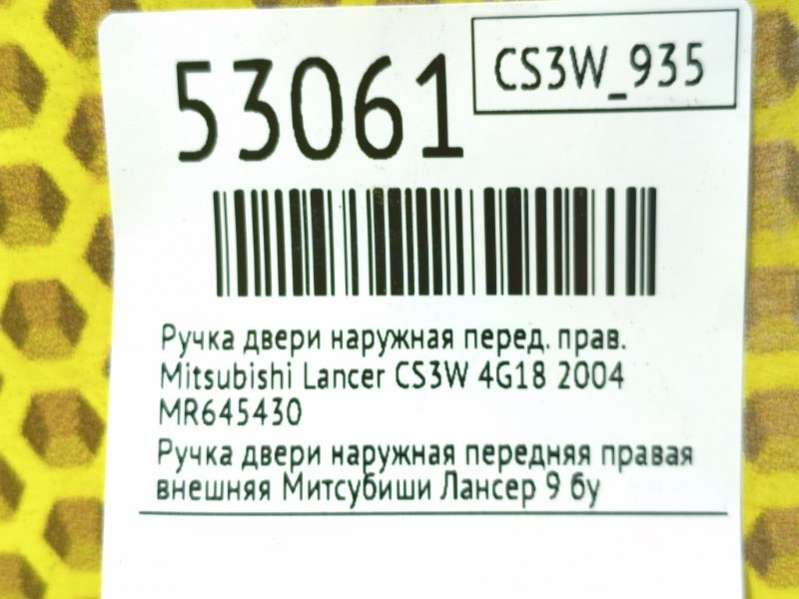 53061
CS3W_935
Ручка двери наружная перед. прав.
Mitsubishi Lancer CS3W 4G18 2004
MR645430
Ручка двери наружная передняя правая
внешняя Митсубиши Лансер 9 бу